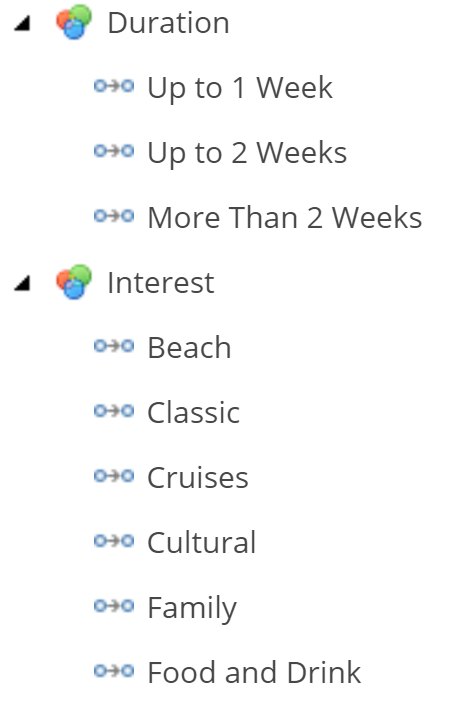 Duration
Up to 1 Week
Up to 2 Weeks
More Than 2 Weeks
Interest
Beach
Classic
Cruises
Cultural
Family
Food and Drink